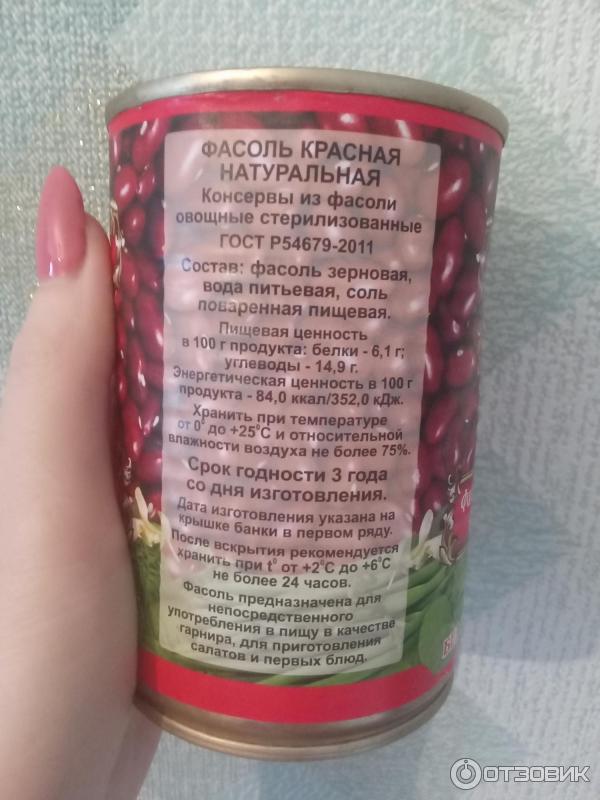 ФАСОЛЬ КРАСНАЯ
НАТУРАЛЬНАЯ
Консервы из фасоли
овощные стерилизованные
ГОСТ Р54679-2011
Состав: фасоль зерновая,
вода питьевая, соль
поваренная пищевая.
Пищевая ценность
в 100 г продукта: белки - 6,1 г;
углеводы - 14,9 г.
Энергетическая ценность в 100 г
продукта - 84,0 ккал/352,0 кДж.
Хранить при температуре
от 0° до +25°С и относительной
влажности воздуха не более 75%.
Срок годности 3 года
со дня изготовления.
Дата изготовления указана на
крышке банки в первом ряду.
После вскрытия рекомендуется
хранить при t° от +2°С до +6°С
не более 24 часов.
Фасоль предназначена для
непосредственного
употребления в пищу в качестве
гарнира, для приготовления
салатов и первых блюд.
ОТЗОВИК